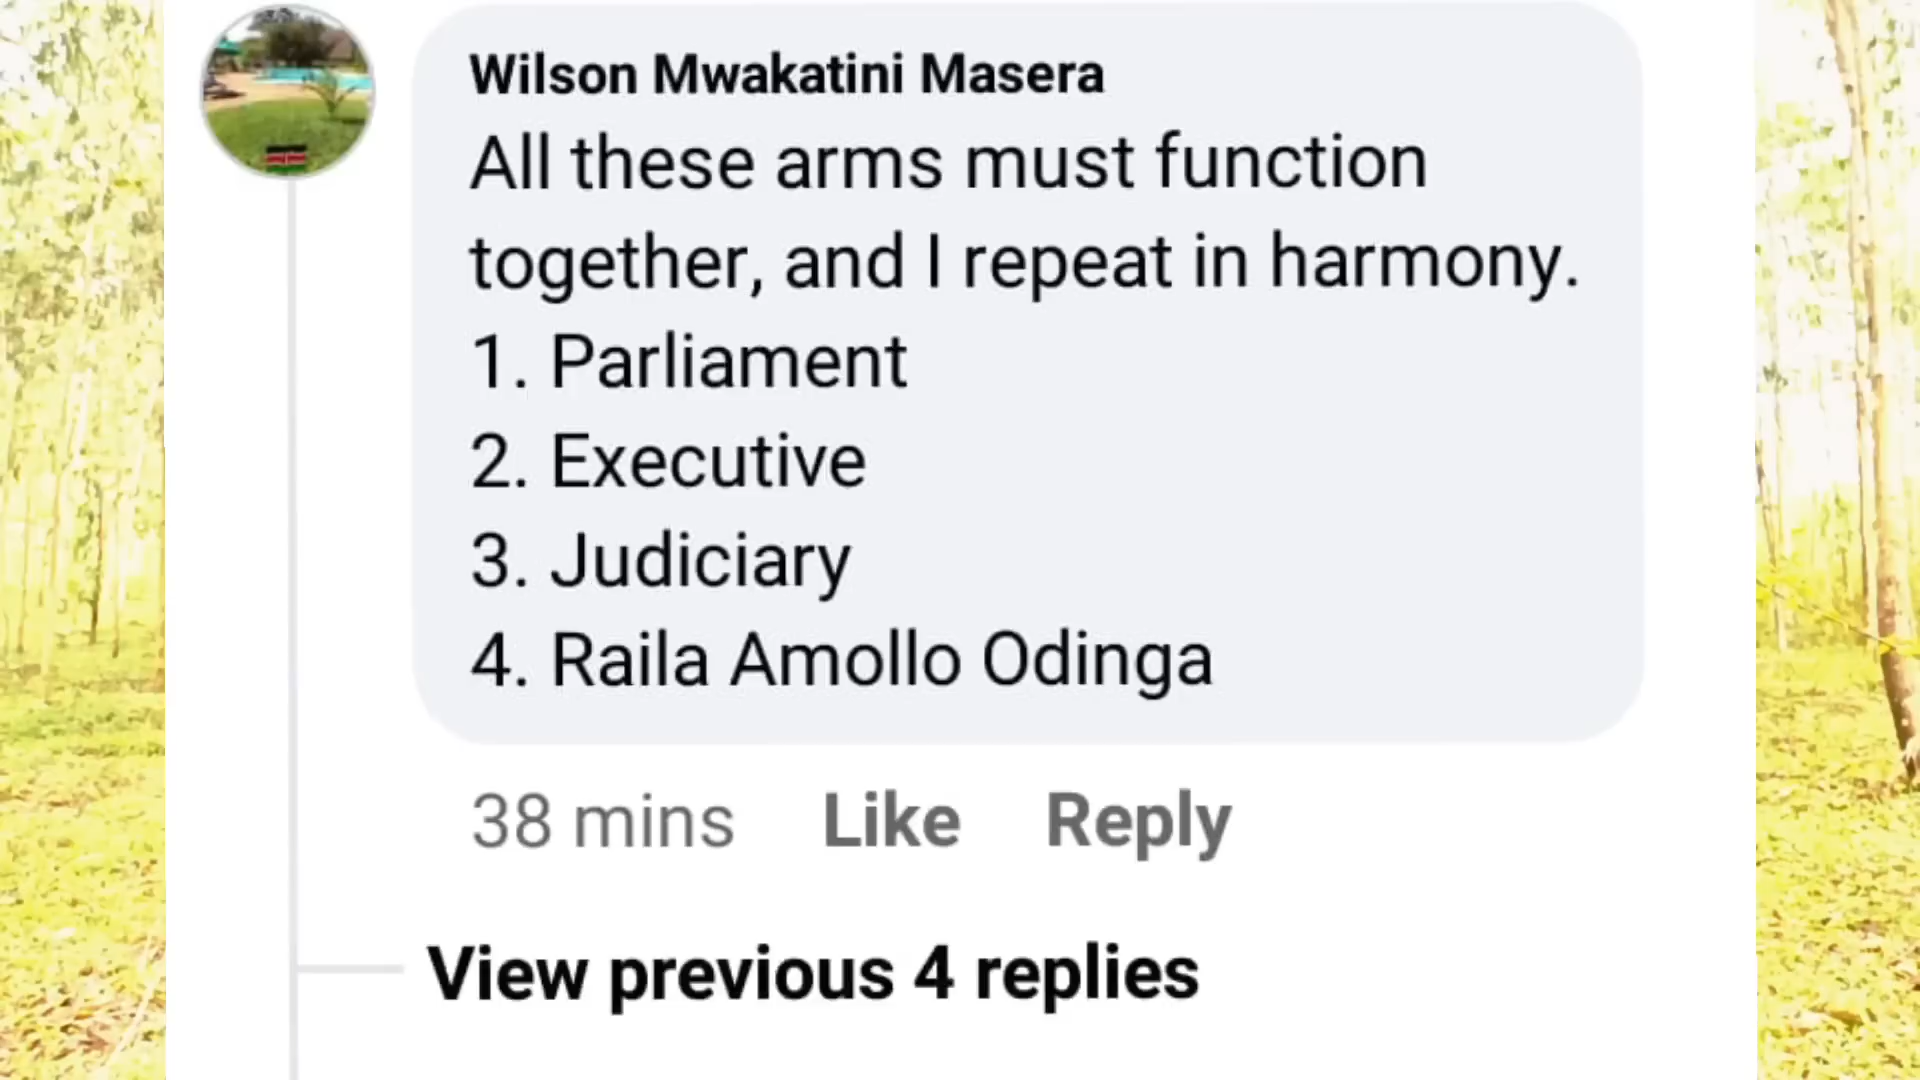 Wilson Mwakatini Masera
All these arms must function
together, and I repeat in harmony.
1. Parliament
2. Executive
3. Judiciary
4. Raila Amollo Odinga
38 mins Like Reply
View previous 4 replies